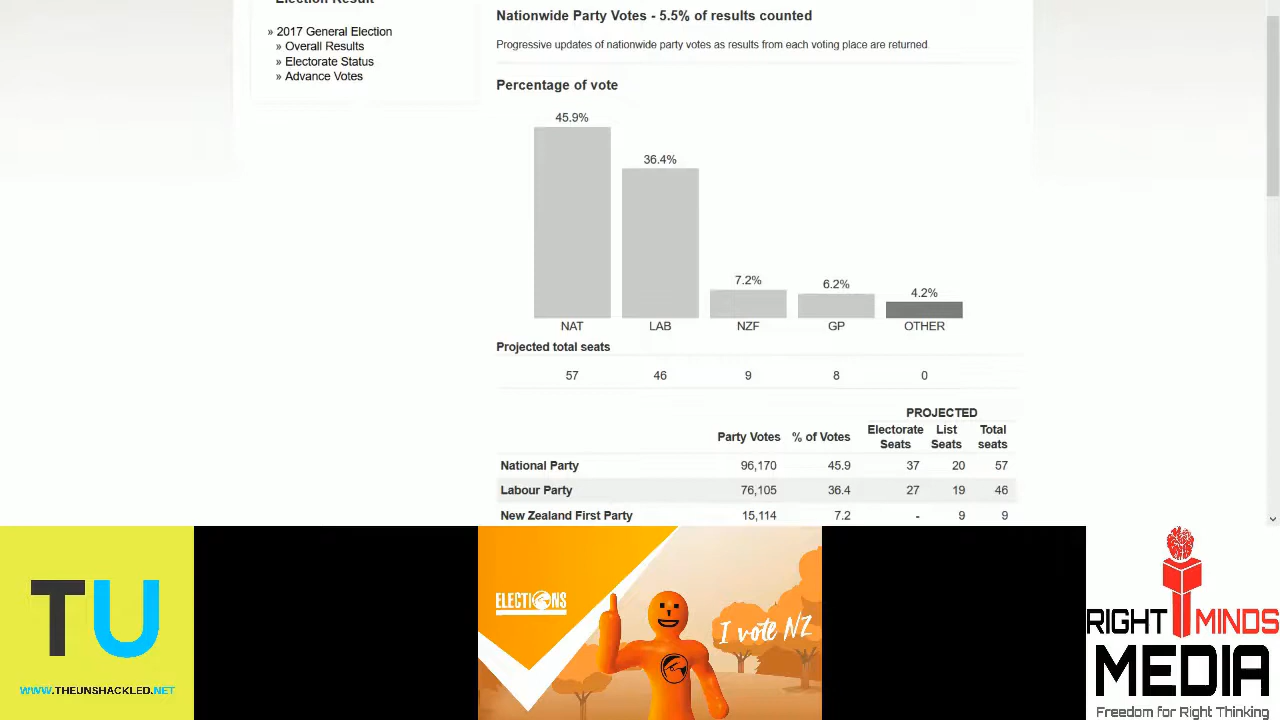 Election Result
» 2017 General Election
» Overall Results
» Electorate Status
» Advance Votes
Nationwide Party Votes - 5.5% of results counted
Progressive updates of nationwide party votes as results from each voting place are returned.
Percentage of vote
45.9%
36.4%
7.2%
6.2%
4.2%
NAT LAB NZF GP OTHER
Projected total seats
57 46 9 8 0
PROJECTED
Party Votes % of Votes Electorate Seats List Seats Total seats
National Party 96,170 45.9 37 20 57
Labour Party 76,105 36.4 27 19 46
New Zealand First Party 15,114 7.2 - 9 9
TU
WWW.THEUNSHACKLED.NET
ELECTIONS
I vote NZ
RIGHT MINDS
MEDIA
Freedom for Right Thinking